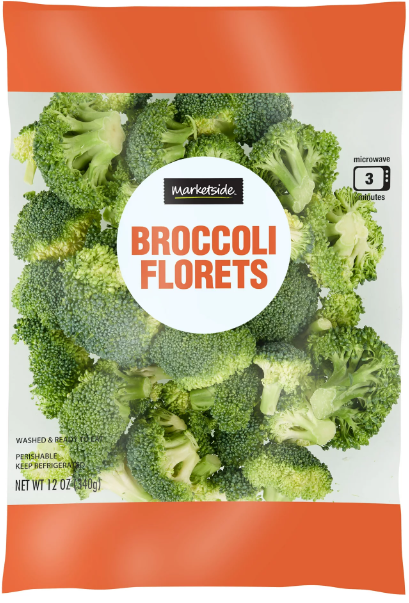 marketside.
BROCCOLI
FLORETS
microwave
3
minutes
WASHED & READY TO EAT
PERISHABLE
KEEP REFRIGERATED
NET WT 12 OZ (340g)